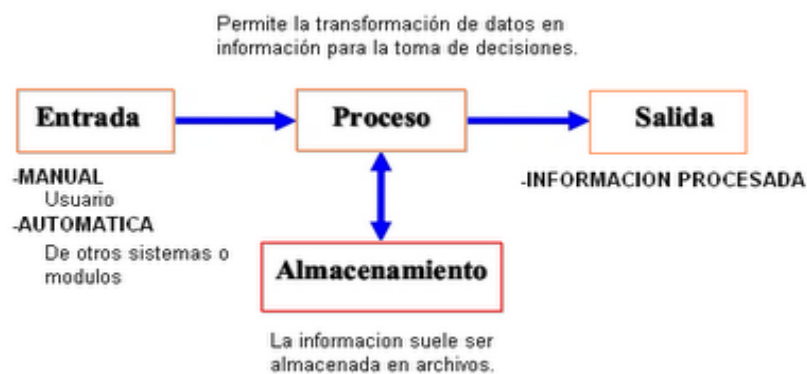 Permite la transformación de datos en
información para la toma de decisiones.
Entrada
Proceso
Salida
-MANUAL
Usuario
-AUTOMATICA
De otros sistemas o
modulos
-INFORMACION PROCESADA
Almacenamiento
La informacion suele ser
almacenada en archivos.